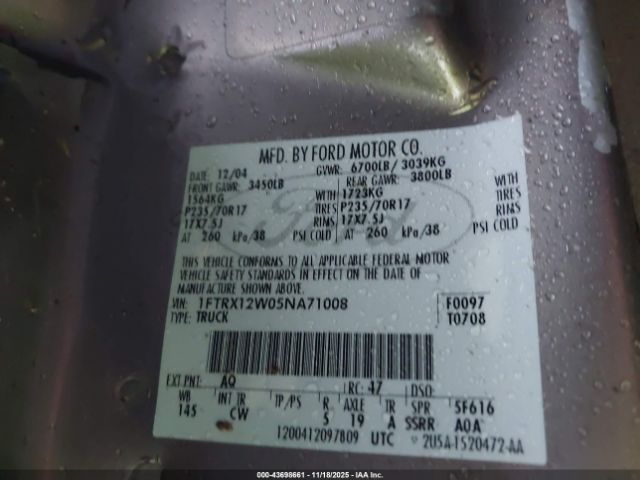 MFD. BY FORD MOTOR CO.
DATE: 12/04 GVWR: 6700LB/ 3039KG
FRONT GAWR: 3450LB REAR GAWR: 3800LB
1564KG WITH 1723KG WITH
P235/70R17 TIRES P235/70R17 TIRES
17X7.5J RIMS 17X7.5J RIMS
AT 260 kPa/38 PSI COLD AT 260 kPa/38 PSI COLD
THIS VEHICLE CONFORMS TO ALL APPLICABLE FEDERAL MOTOR
VEHICLE SAFETY STANDARDS IN EFFECT ON THE DATE OF
MANUFACTURE SHOWN ABOVE.
VIN: 1FTRX12W05NA71008 F0097
TYPE: TRUCK T0708
EXT PNT: AQ RC: 47 DSO:
WB INT TR TP/PS R AXLE TR SPR 5F616
145 CW 5 19 A SSRR A0A
1200412097809 UTC 2U5A-1520472-AA
Ford
000-43698661 - 11/18/2025 - IAAI.com